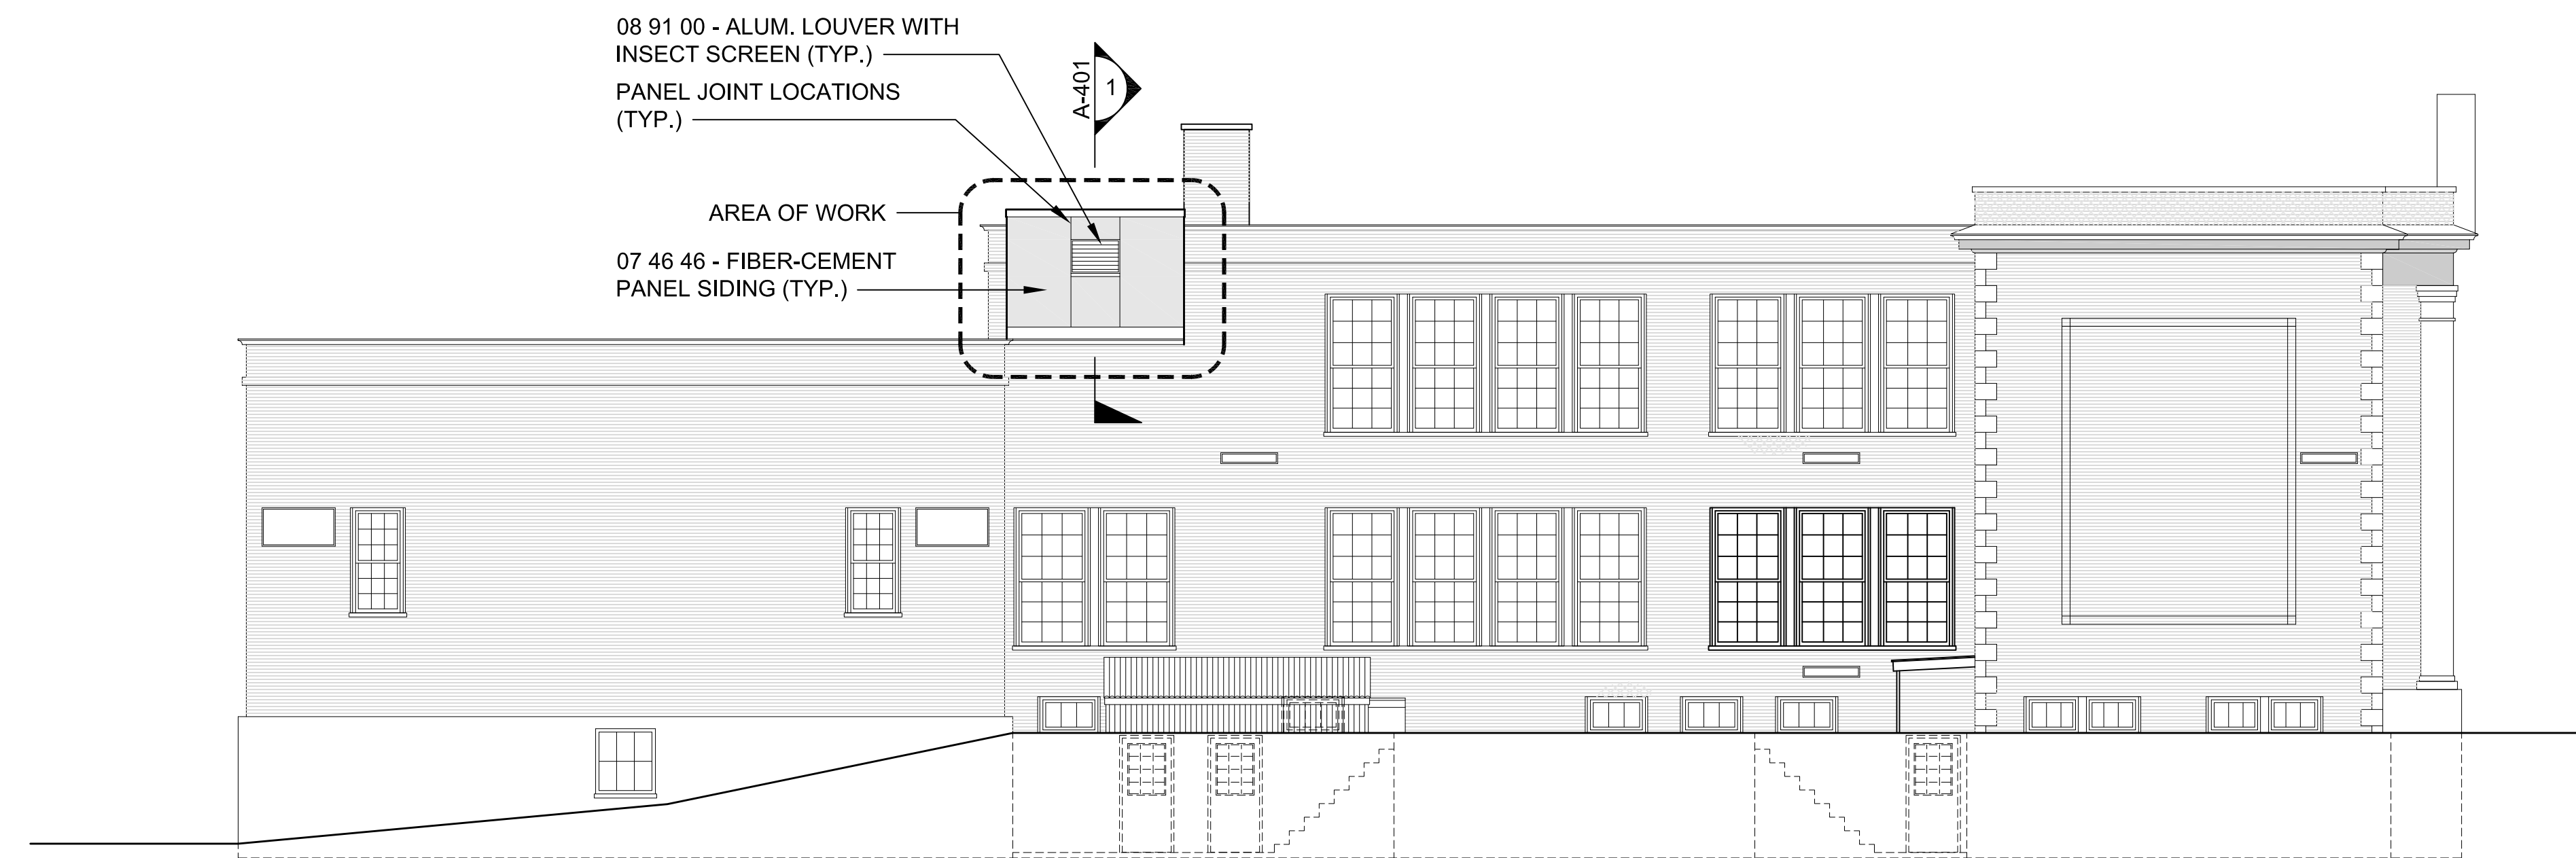 08 91 00 - ALUM. LOUVER WITH
INSECT SCREEN (TYP.)
PANEL JOINT LOCATIONS
(TYP.)
AREA OF WORK
07 46 46 - FIBER-CEMENT
PANEL SIDING (TYP.)
A-401
1